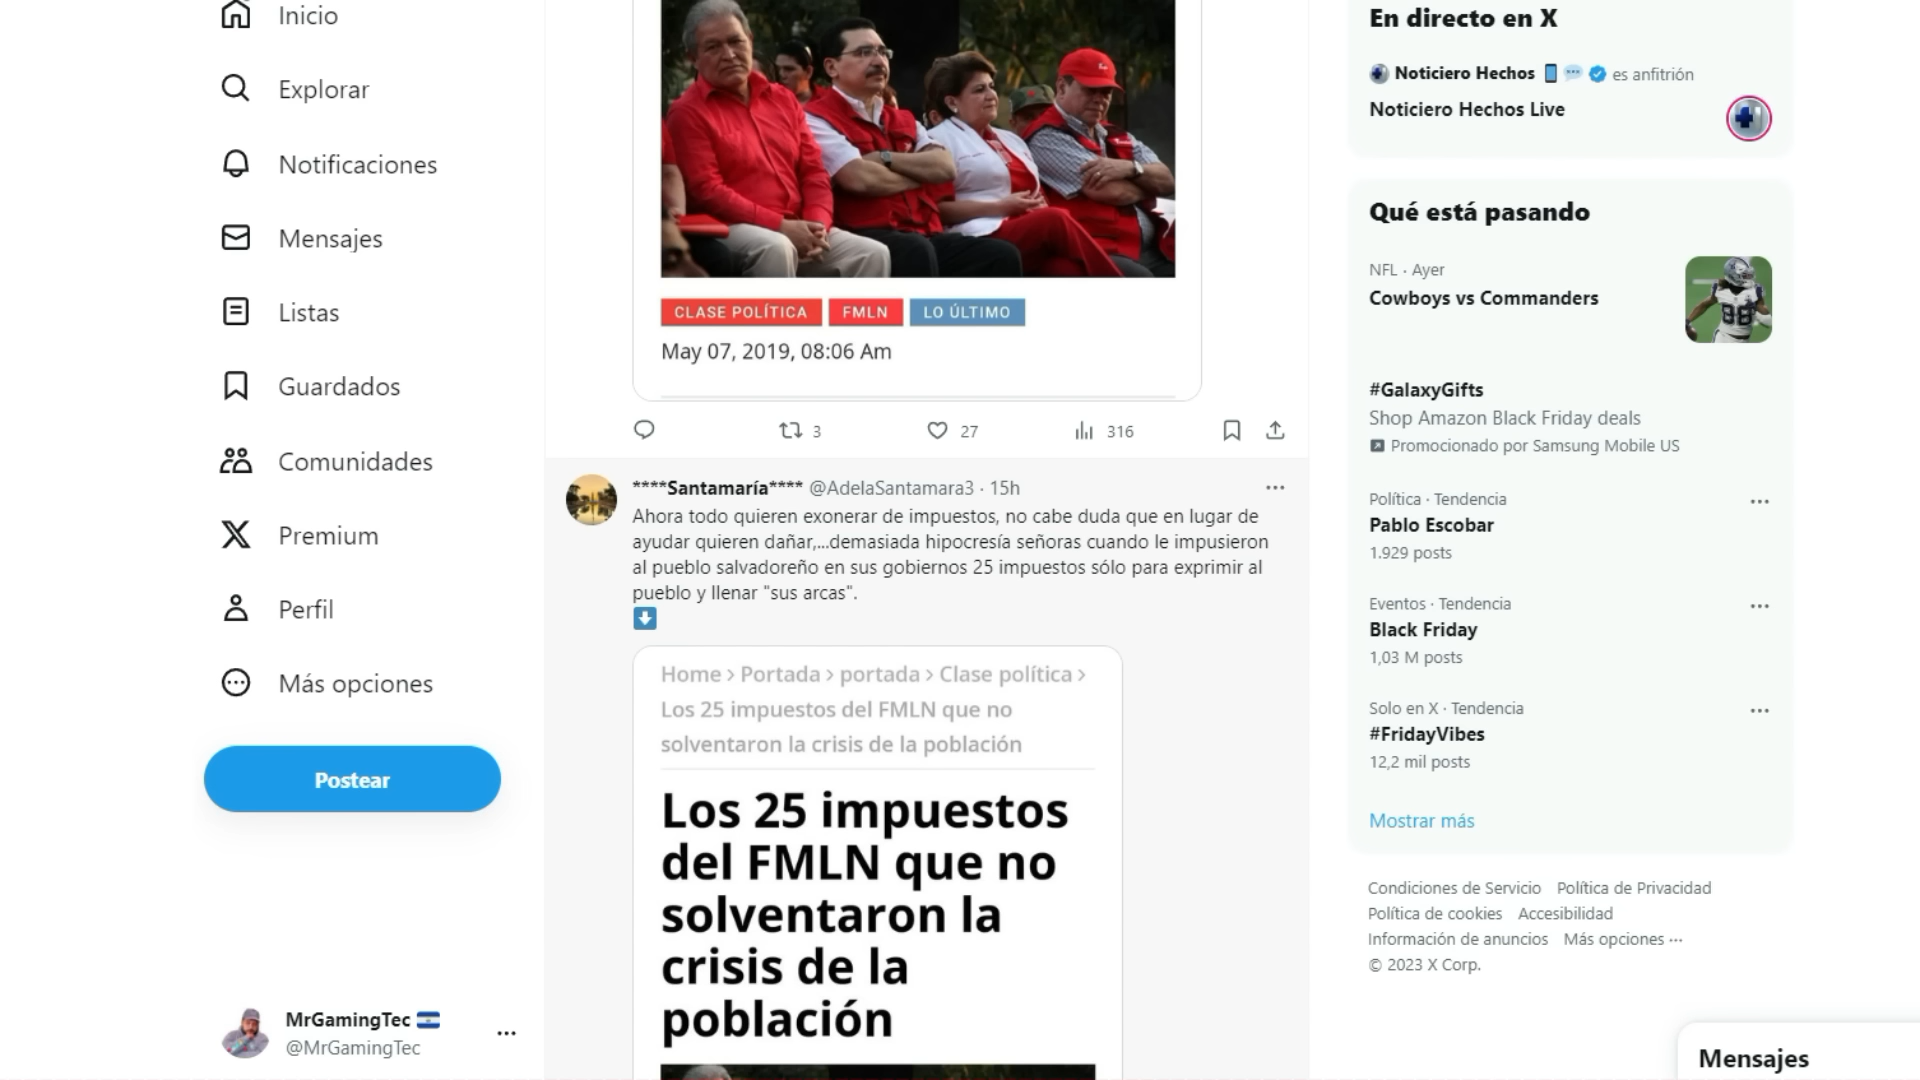 Inicio
Explorar
Notificaciones
Mensajes
Listas
Guardados
Comunidades
Premium
Perfil
Más opciones
Postear
MrGamingTec
@MrGamingTec
CLASE POLÍTICA
FMLN
LO ÚLTIMO
May 07, 2019, 08:06 Am
3
27
316
****Santamaría**** @AdelaSantamara3 · 15h
Ahora todo quieren exonerar de impuestos, no cabe duda que en lugar de
ayudar quieren dañar,...demasiada hipocresía señoras cuando le impusieron
al pueblo salvadoreño en sus gobiernos 25 impuestos sólo para exprimir al
pueblo y llenar "sus arcas".
Home > Portada > portada > Clase política >
Los 25 impuestos del FMLN que no
solventaron la crisis de la población
Los 25 impuestos
del FMLN que no
solventaron la
crisis de la
población
En directo en X
Noticiero Hechos es anfitrión
Noticiero Hechos Live
Qué está pasando
NFL · Ayer
Cowboys vs Commanders
88
#GalaxyGifts
Shop Amazon Black Friday deals
Promocionado por Samsung Mobile US
Política · Tendencia
Pablo Escobar
1.929 posts
Eventos · Tendencia
Black Friday
1,03 M posts
Solo en X · Tendencia
#FridayVibes
12,2 mil posts
Mostrar más
Condiciones de Servicio Política de Privacidad
Política de cookies Accesibilidad
Información de anuncios Más opciones ···
© 2023 X Corp.
Mensajes